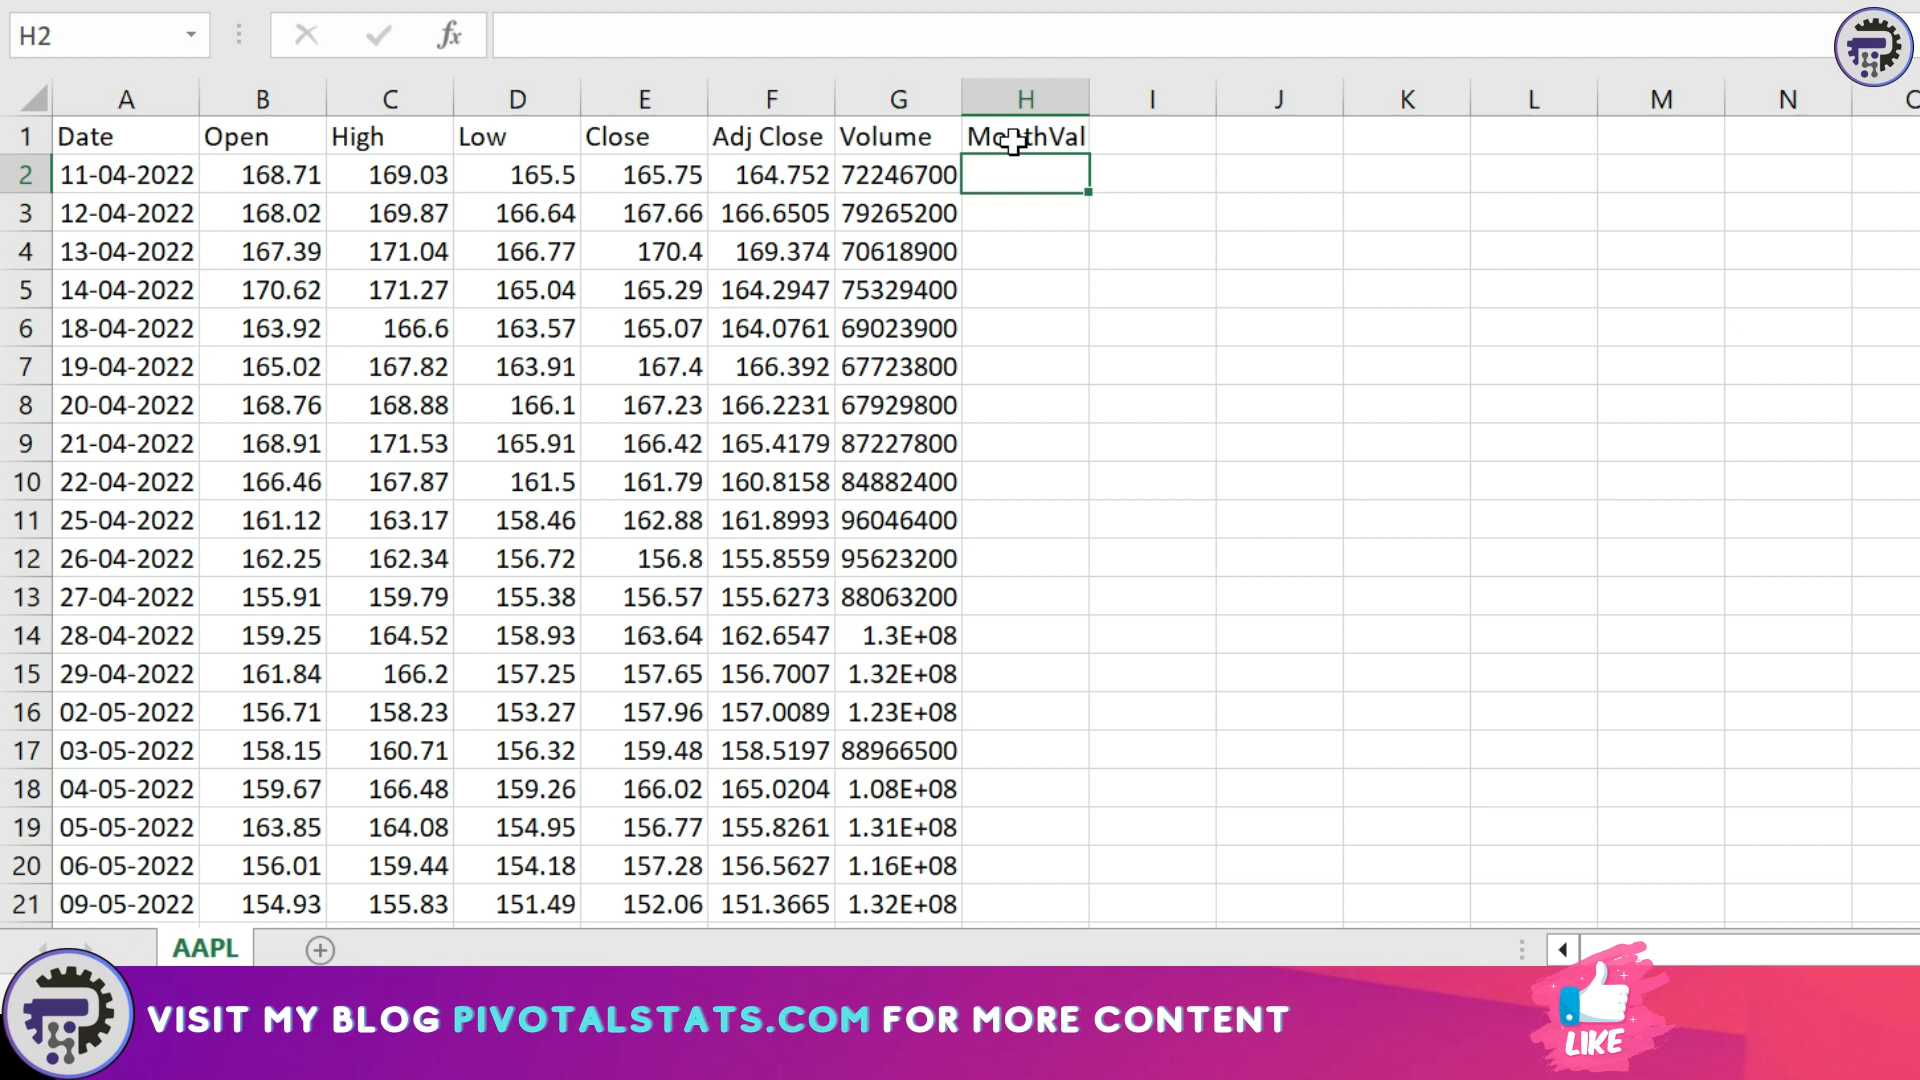 H2 fx
A B C D E F G H I J K L M N
1 Date Open High Low Close Adj Close Volume MonthVal
2 11-04-2022 168.71 169.03 165.5 165.75 164.752 72246700
3 12-04-2022 168.02 169.87 166.64 167.66 166.6505 79265200
4 13-04-2022 167.39 171.04 166.77 170.4 169.374 70618900
5 14-04-2022 170.62 171.27 165.04 165.29 164.2947 75329400
6 18-04-2022 163.92 166.6 163.57 165.07 164.0761 69023900
7 19-04-2022 165.02 167.82 163.91 167.4 166.392 67723800
8 20-04-2022 168.76 168.88 166.1 167.23 166.2231 67929800
9 21-04-2022 168.91 171.53 165.91 166.42 165.4179 87227800
10 22-04-2022 166.46 167.87 161.5 161.79 160.8158 84882400
11 25-04-2022 161.12 163.17 158.46 162.88 161.8993 96046400
12 26-04-2022 162.25 162.34 156.72 156.8 155.8559 95623200
13 27-04-2022 155.91 159.79 155.38 156.57 155.6273 88063200
14 28-04-2022 159.25 164.52 158.93 163.64 162.6547 1.3E+08
15 29-04-2022 161.84 166.2 157.25 157.65 156.7007 1.32E+08
16 02-05-2022 156.71 158.23 153.27 157.96 157.0089 1.23E+08
17 03-05-2022 158.15 160.71 156.32 159.48 158.5197 88966500
18 04-05-2022 159.67 166.48 159.26 166.02 165.0204 1.08E+08
19 05-05-2022 163.85 164.08 154.95 156.77 155.8261 1.31E+08
20 06-05-2022 156.01 159.44 154.18 157.28 156.5627 1.16E+08
21 09-05-2022 154.93 155.83 151.49 152.06 151.3665 1.32E+08
AAPL
VISIT MY BLOG PIVOTALSTATS.COM FOR MORE CONTENT
LIKE